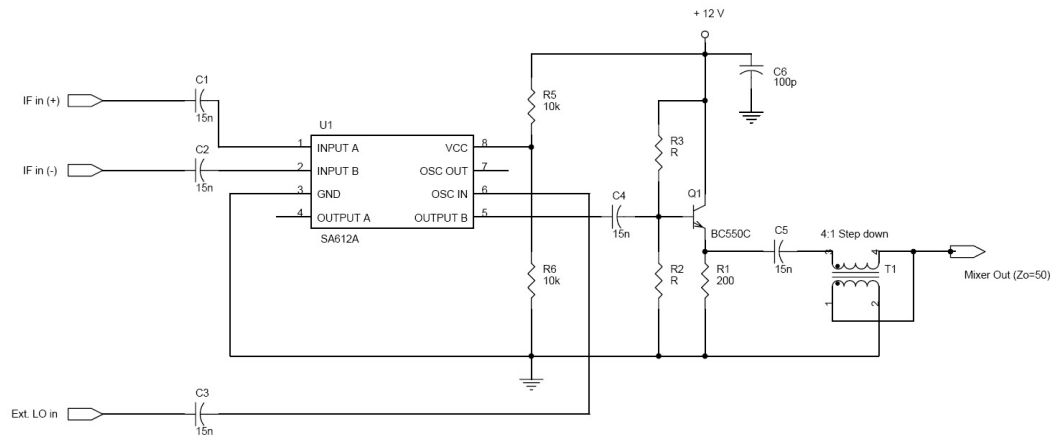 + 12 V
C1
IF in (+)
15n
C2
IF in (-)
15n
U1
1 INPUT A VCC 8
2 INPUT B OSC OUT 7
3 GND OSC IN 6
4 OUTPUT A OUTPUT B 5
SA612A
R5
10k
R6
10k
C6
100p
R3
R
C4
15n
Q1
BC550C
R2
R
R1
200
C5
15n
4:1 Step down
3 4
T1
1 2
Mixer Out (Zo=50)
C3
Ext. LO in
15n